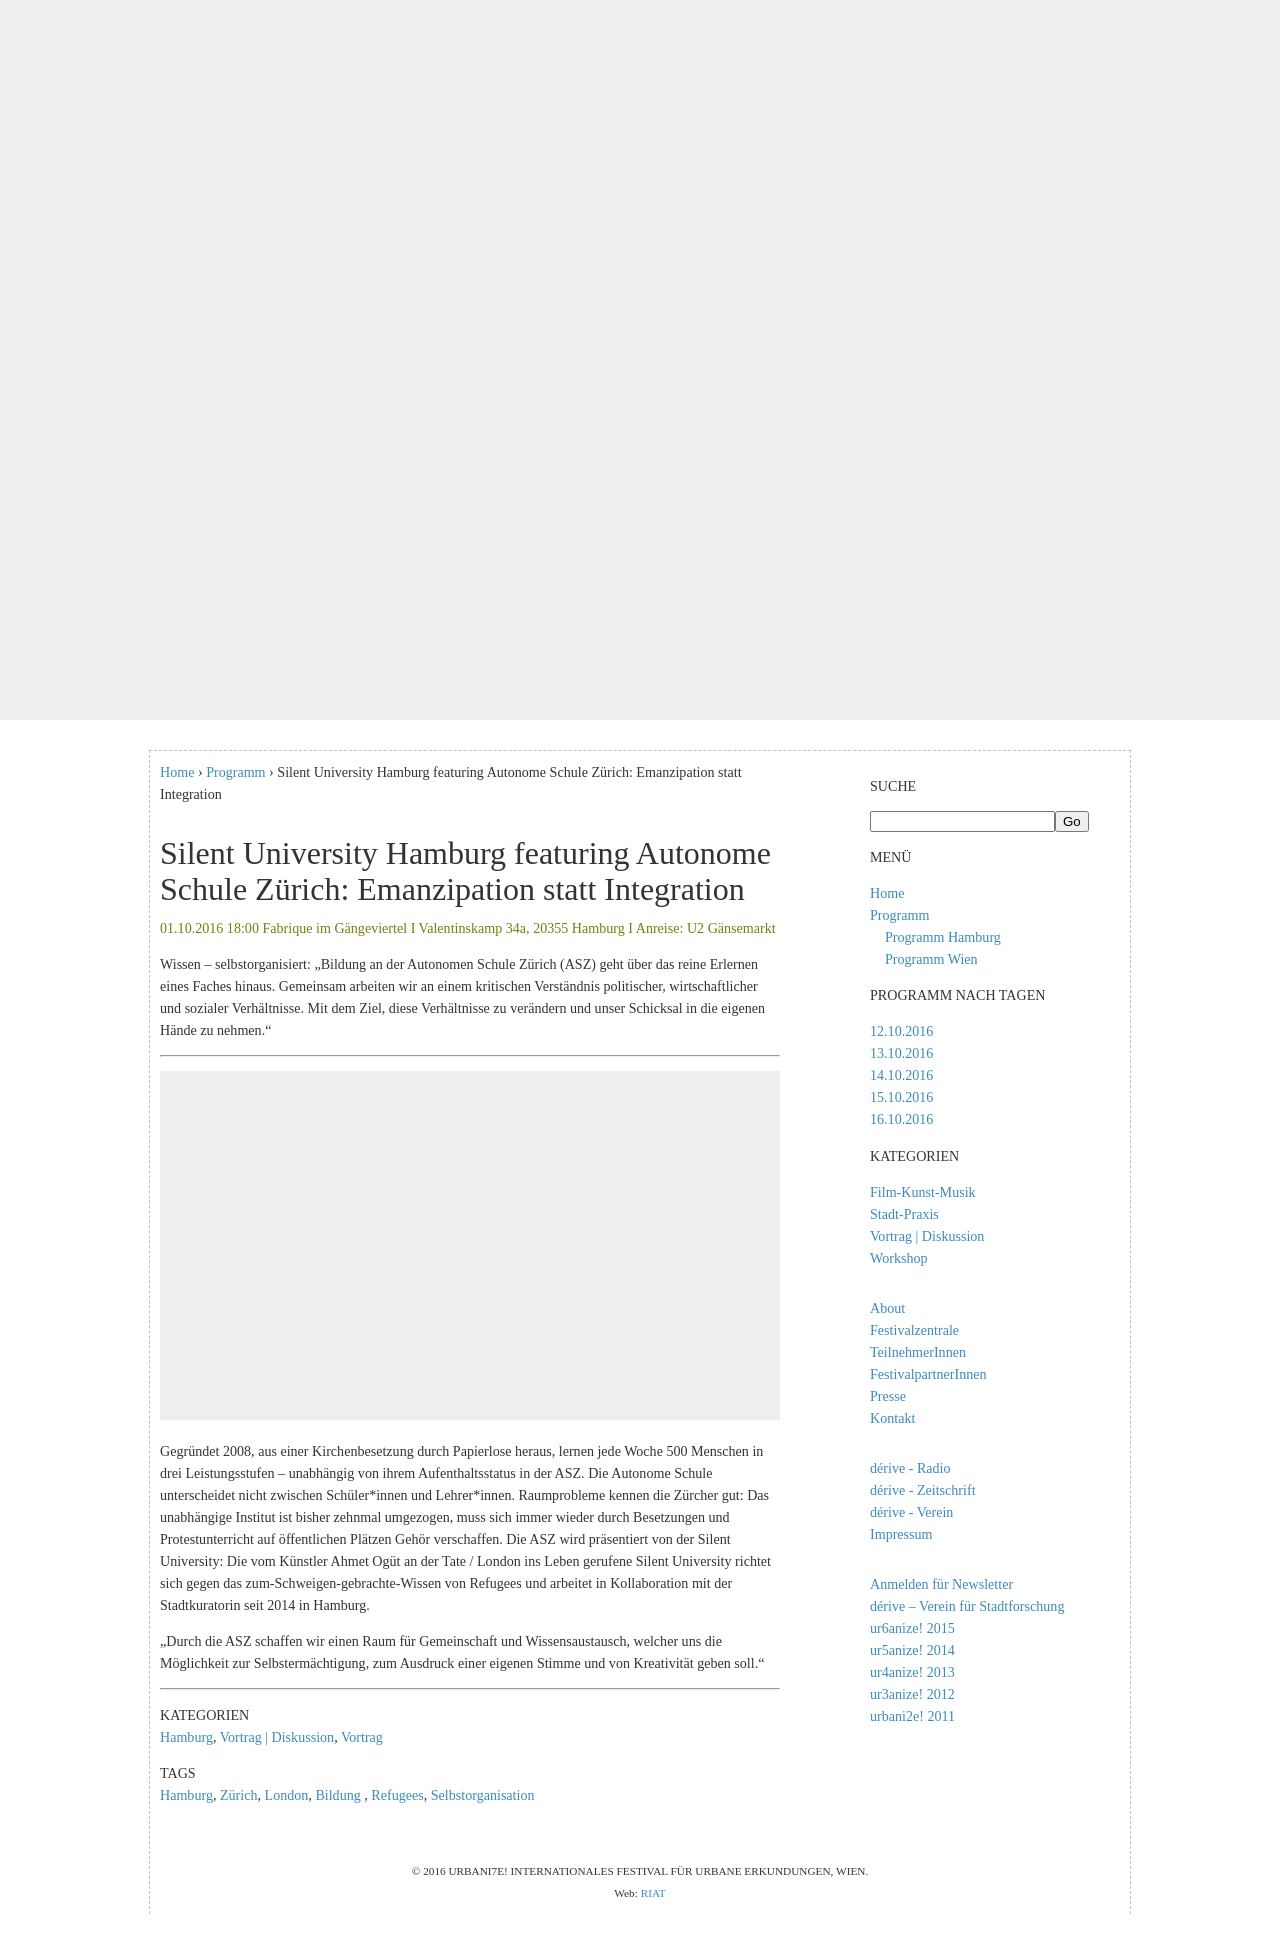 Home › Programm › Silent University Hamburg featuring Autonome Schule Zürich: Emanzipation statt
Integration
Silent University Hamburg featuring Autonome
Schule Zürich: Emanzipation statt Integration
01.10.2016 18:00 Fabrique im Gängeviertel I Valentinskamp 34a, 20355 Hamburg I Anreise: U2 Gänsemarkt
Wissen – selbstorganisiert: „Bildung an der Autonomen Schule Zürich (ASZ) geht über das reine Erlernen
eines Faches hinaus. Gemeinsam arbeiten wir an einem kritischen Verständnis politischer, wirtschaftlicher
und sozialer Verhältnisse. Mit dem Ziel, diese Verhältnisse zu verändern und unser Schicksal in die eigenen
Hände zu nehmen.“
Gegründet 2008, aus einer Kirchenbesetzung durch Papierlose heraus, lernen jede Woche 500 Menschen in
drei Leistungsstufen – unabhängig von ihrem Aufenthaltsstatus in der ASZ. Die Autonome Schule
unterscheidet nicht zwischen Schüler*innen und Lehrer*innen. Raumprobleme kennen die Zürcher gut: Das
unabhängige Institut ist bisher zehnmal umgezogen, muss sich immer wieder durch Besetzungen und
Protestunterricht auf öffentlichen Plätzen Gehör verschaffen. Die ASZ wird präsentiert von der Silent
University: Die vom Künstler Ahmet Ogüt an der Tate / London ins Leben gerufene Silent University richtet
sich gegen das zum-Schweigen-gebrachte-Wissen von Refugees und arbeitet in Kollaboration mit der
Stadtkuratorin seit 2014 in Hamburg.
„Durch die ASZ schaffen wir einen Raum für Gemeinschaft und Wissensaustausch, welcher uns die
Möglichkeit zur Selbstermächtigung, zum Ausdruck einer eigenen Stimme und von Kreativität geben soll.“
KATEGORIEN
Hamburg, Vortrag | Diskussion, Vortrag
TAGS
Hamburg, Zürich, London, Bildung , Refugees, Selbstorganisation
SUCHE
Go
MENÜ
Home
Programm
Programm Hamburg
Programm Wien
PROGRAMM NACH TAGEN
12.10.2016
13.10.2016
14.10.2016
15.10.2016
16.10.2016
KATEGORIEN
Film-Kunst-Musik
Stadt-Praxis
Vortrag | Diskussion
Workshop
About
Festivalzentrale
TeilnehmerInnen
FestivalpartnerInnen
Presse
Kontakt
dérive - Radio
dérive - Zeitschrift
dérive - Verein
Impressum
Anmelden für Newsletter
dérive – Verein für Stadtforschung
ur6anize! 2015
ur5anize! 2014
ur4anize! 2013
ur3anize! 2012
urbani2e! 2011
© 2016 URBANI7E! INTERNATIONALES FESTIVAL FÜR URBANE ERKUNDUNGEN, WIEN.
Web: RIAT